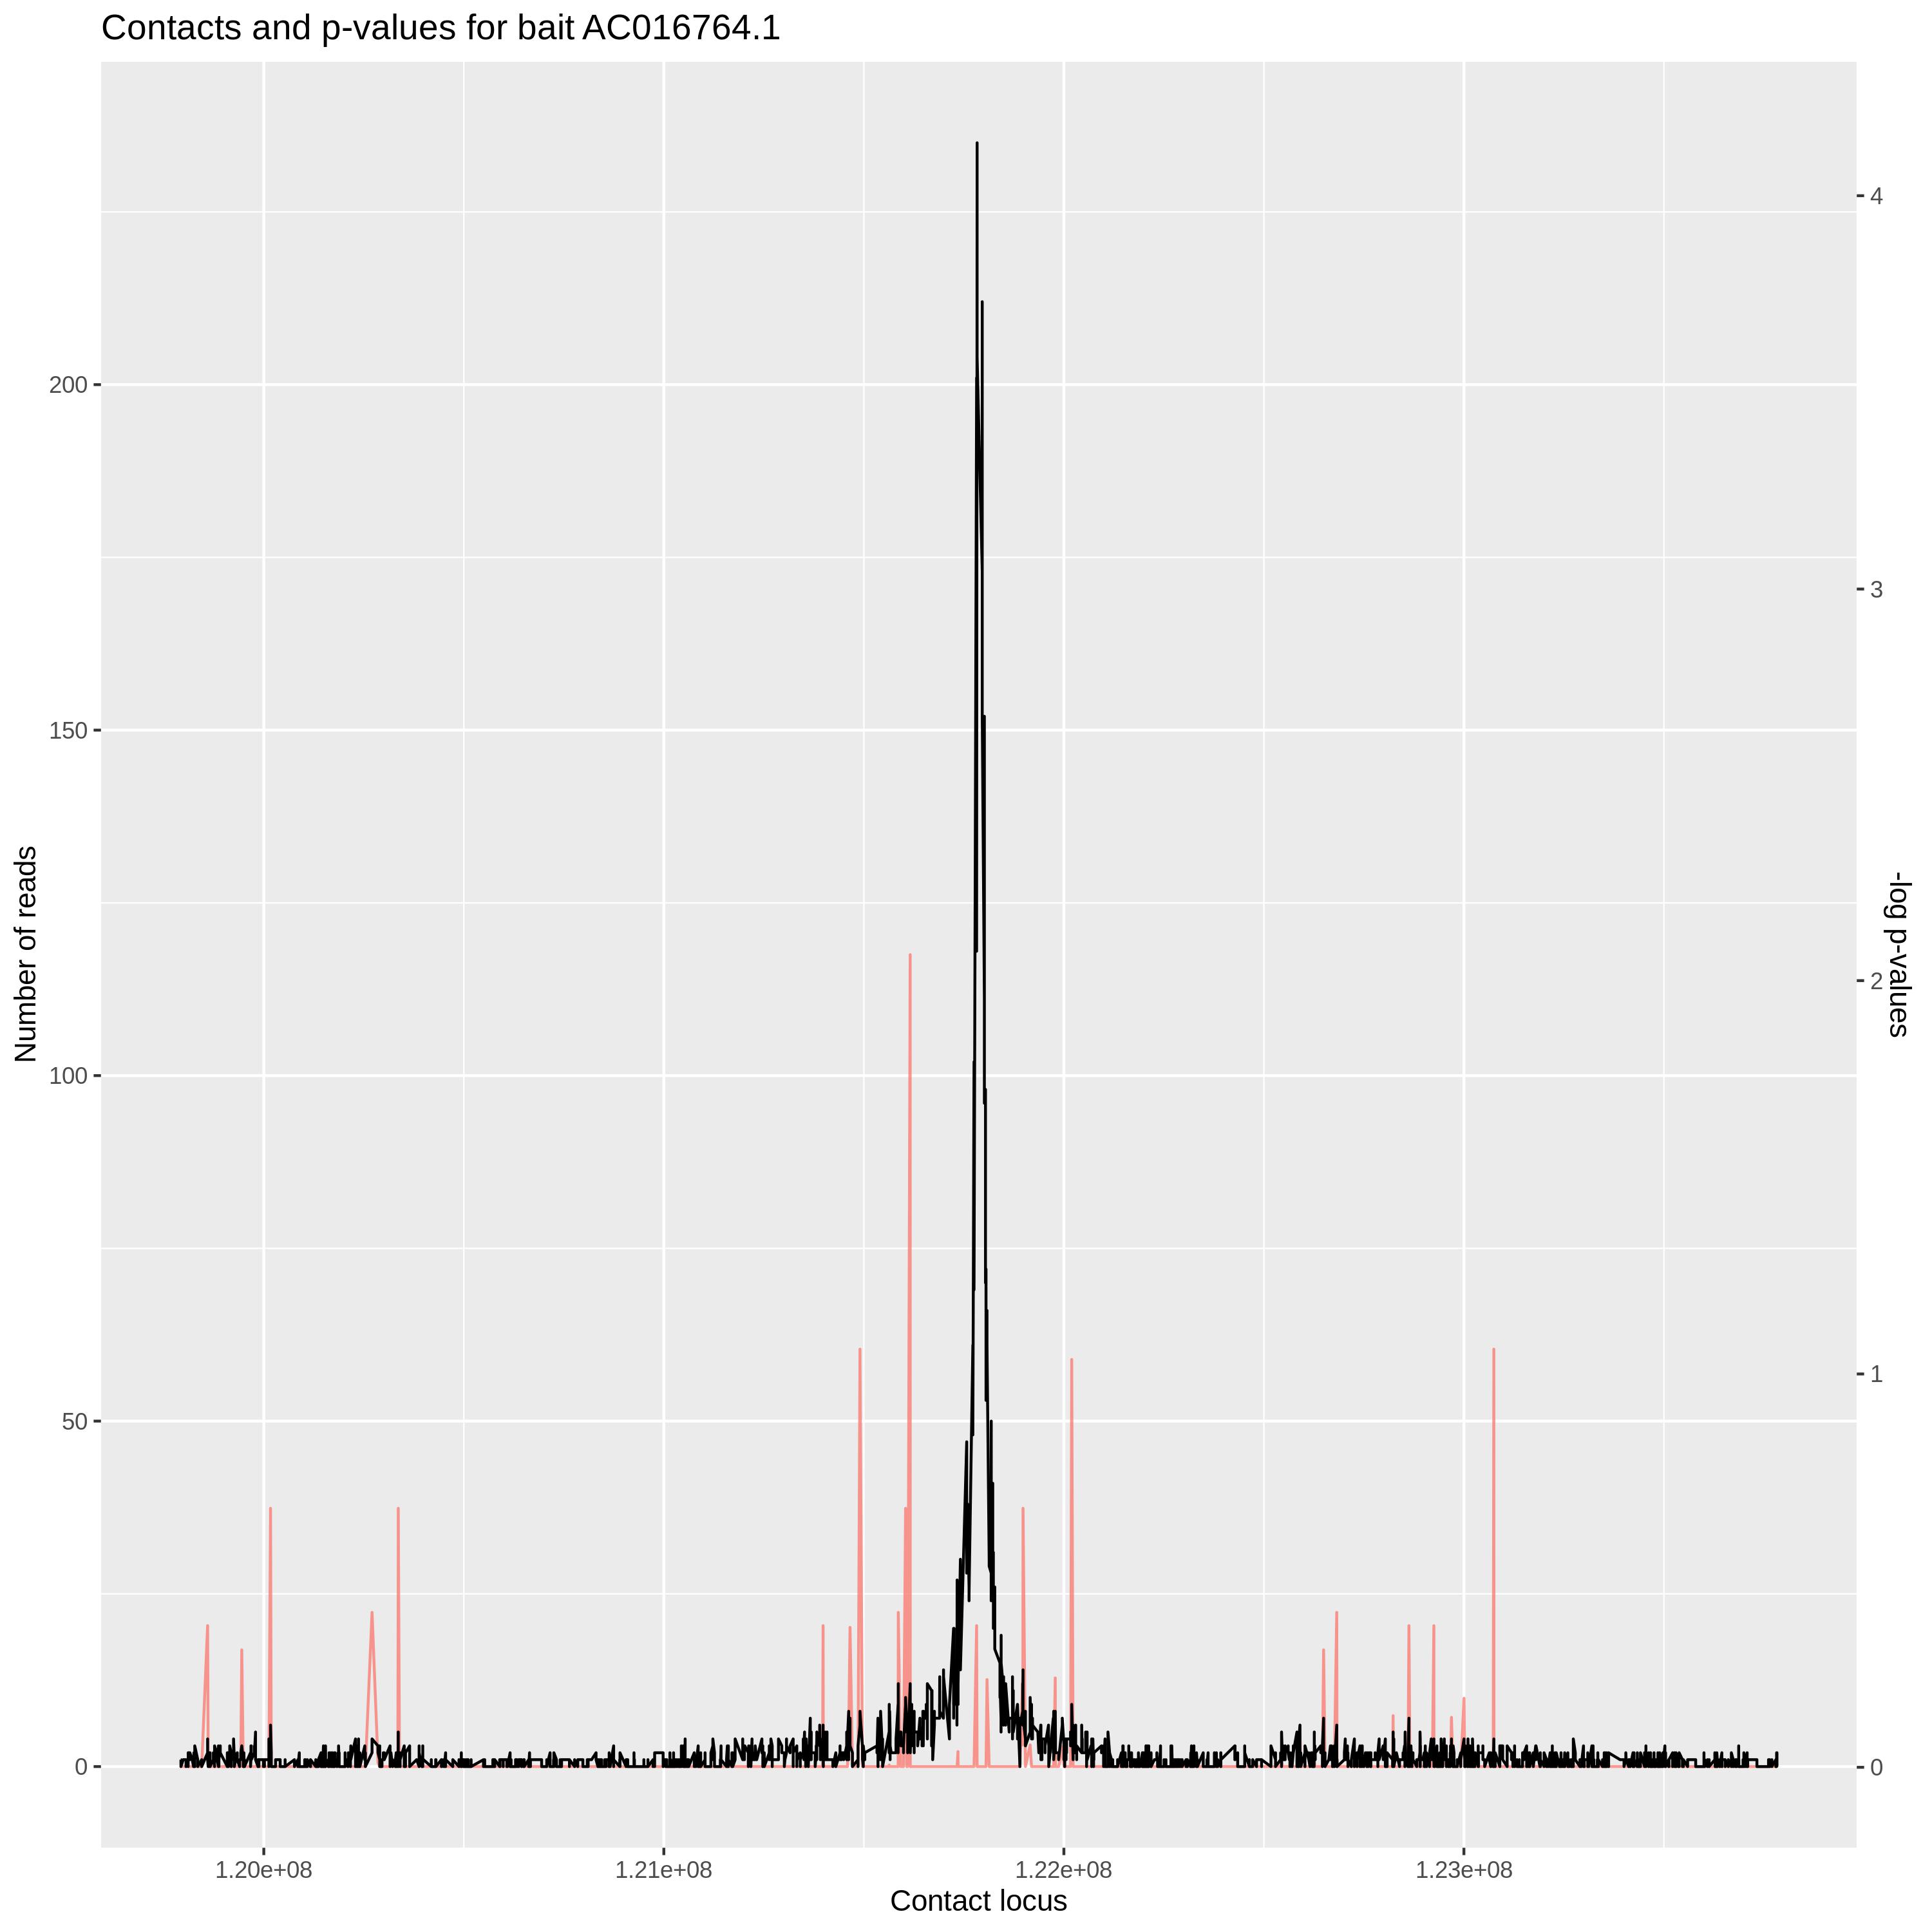 Contacts and p-values for bait AC016764.1
Number of reads
200
150
100
50
0
4
3
2
1
0
-log p-values
1.20e+08 1.21e+08 1.22e+08 1.23e+08
Contact locus